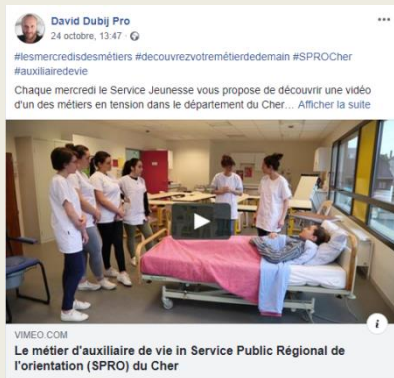 David Dubij Pro
24 octobre, 13:47 ·
#lesmercredisdesmétiers #decouvrezvotremétierdedemain #SPROCher
#auxiliairedevie
Chaque mercredi le Service Jeunesse vous propose de découvrir une vidéo
d'un des métiers en tension dans le département du Cher... Afficher la suite
VIMEO.COM
Le métier d'auxiliaire de vie in Service Public Régional de
l'orientation (SPRO) du Cher